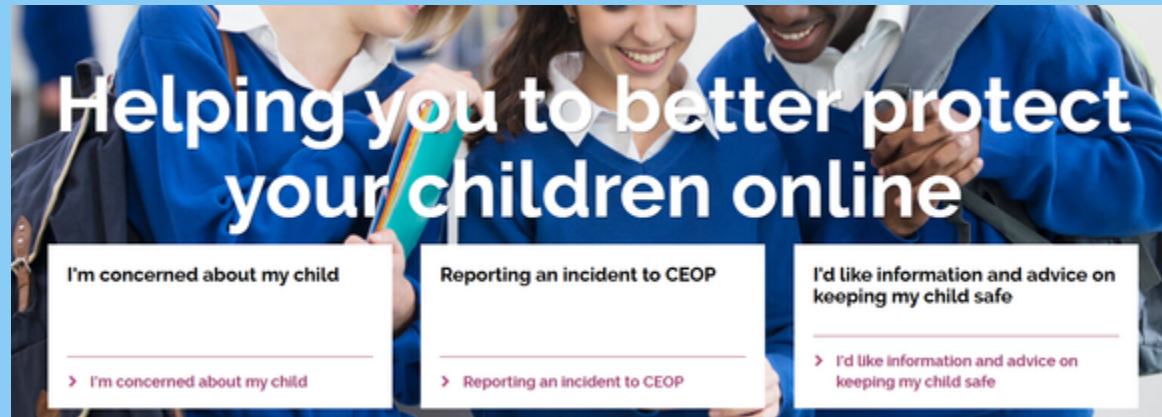 Helping you to better protect
your children online
I'm concerned about my child
I'm concerned about my child
Reporting an incident to CEOP
Reporting an incident to CEOP
I'd like information and advice on
keeping my child safe
I'd like information and advice on
keeping my child safe